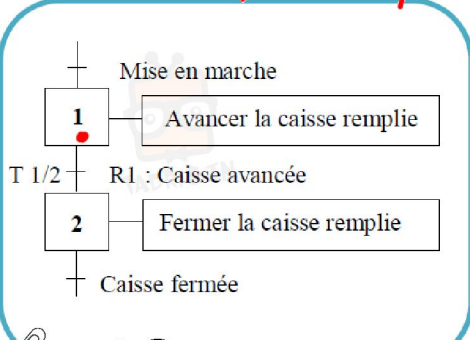 Mise en marche
1 Avancer la caisse remplie
T 1/2 R1 : Caisse avancée
2 Fermer la caisse remplie
Caisse fermée